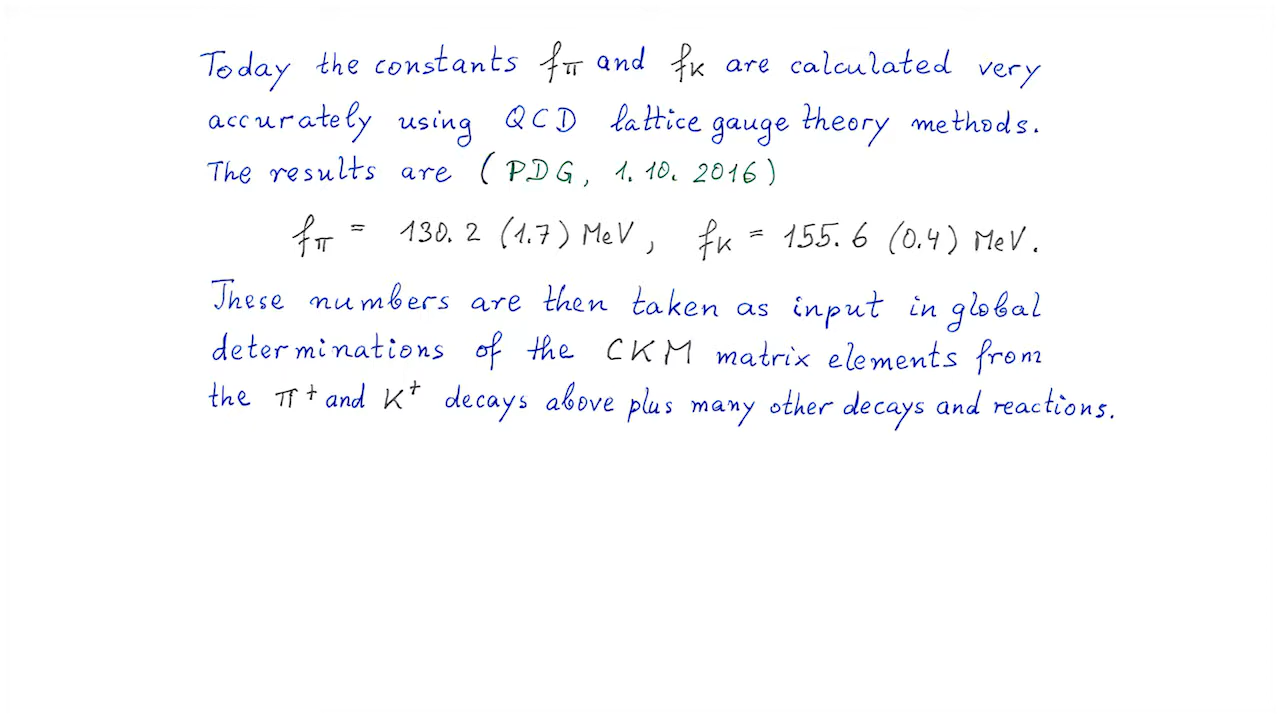 Today the constants fπ and fK are calculated very
accurately using QCD lattice gauge theory methods.
The results are (PDG, 1.10.2016)
fπ = 130.2 (1.7) MeV, fK = 155.6 (0.4) MeV.
These numbers are then taken as input in global
determinations of the CKM matrix elements from
the π⁺ and K⁺ decays above plus many other decays and reactions.